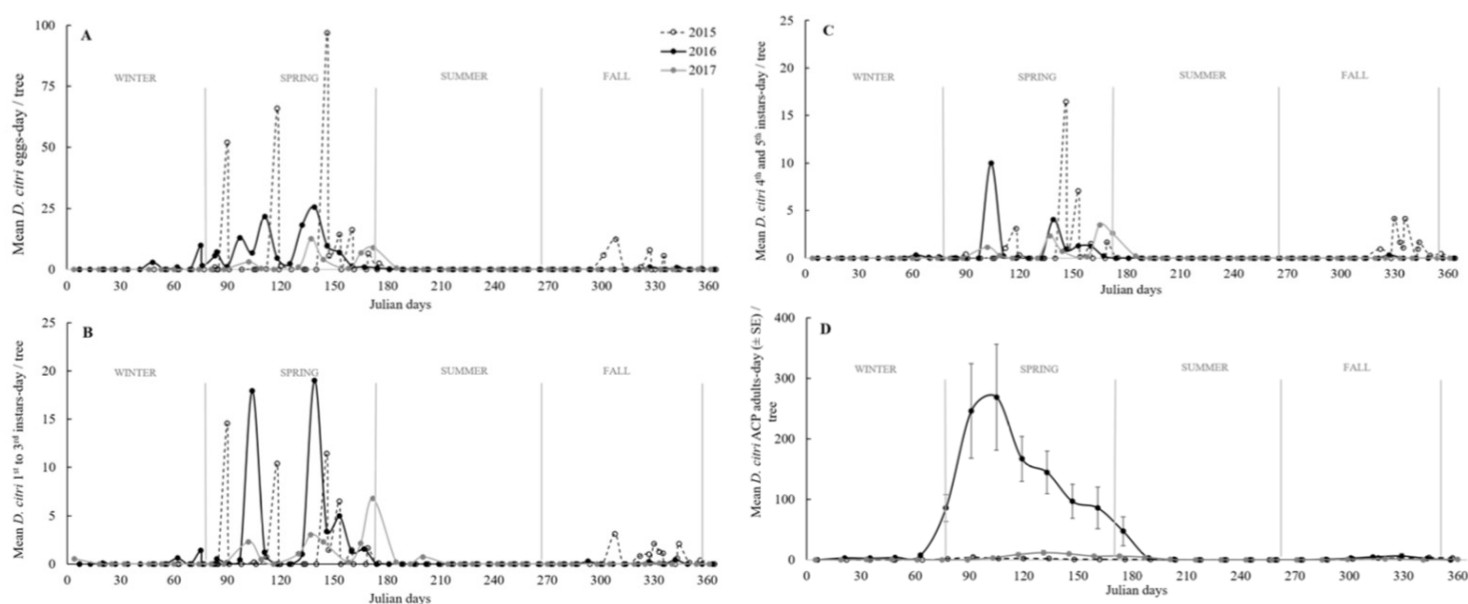 A
100
75
50
25
0
Mean D. citri eggs-day / tree
WINTER
SPRING
SUMMER
FALL
2015
2016
2017
0 30 60 90 120 150 180 210 240 270 300 330 360
Julian days
B
25
20
15
10
5
0
Mean D. citri 1st to 3rd instars-day / tree
WINTER
SPRING
SUMMER
FALL
0 30 60 90 120 150 180 210 240 270 300 330 360
Julian days
C
25
20
15
10
5
0
Mean D. citri 4th and 5th instars-day / tree
WINTER
SPRING
SUMMER
FALL
0 30 60 90 120 150 180 210 240 270 300 330 360
Julian days
D
400
300
200
100
0
Mean D. citri ACP adults-day (± SE) /
tree
WINTER
SPRING
SUMMER
FALL
0 30 60 90 120 150 180 210 240 270 300 330 360
Julian days